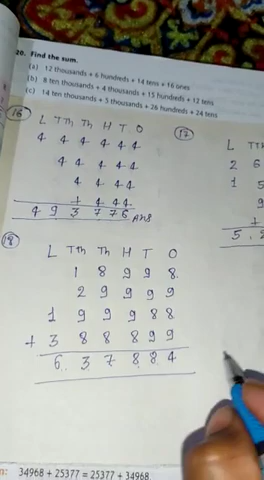 20. Find the sum.
(a) 12 thousands + 6 hundreds + 14 tens + 16 ones
(b) 8 ten thousands + 4 thousands + 15 hundreds + 12 tens
(c) 14 ten thousands + 5 thousands + 26 hundreds + 24 tens
16
L TTh Th H T O
4 4 4 4 4 4
4 4 4 4 4
4 4 4 4
+ 4 4 4
4 9 3 7 7 6 Ans
17
L TTh
2 6
1 5
9
+
5, 2
18
L TTh Th H T O
1 8 9 9 8
2 9 9 9 9
1 9 9 9 8 8
+ 3 8 8 8 9 9
6 3 7 8 8 4
34968 + 25377 = 25377 + 34968